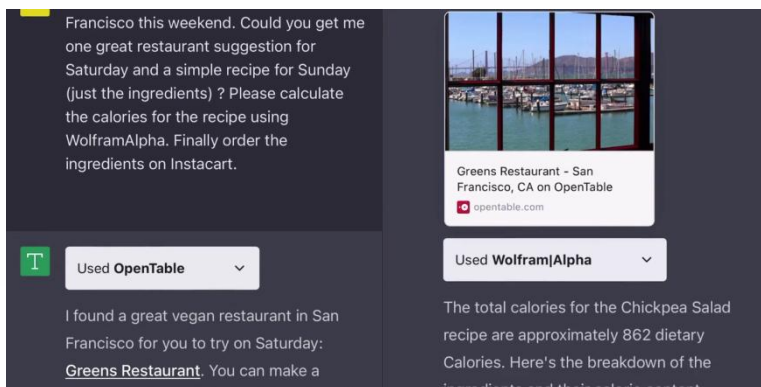 Francisco this weekend. Could you get me
one great restaurant suggestion for
Saturday and a simple recipe for Sunday
(just the ingredients) ? Please calculate
the calories for the recipe using
WolframAlpha. Finally order the
ingredients on Instacart.
T
Used OpenTable
I found a great vegan restaurant in San
Francisco for you to try on Saturday:
Greens Restaurant. You can make a
Greens Restaurant - San
Francisco, CA on OpenTable
opentable.com
Used Wolfram|Alpha
The total calories for the Chickpea Salad
recipe are approximately 862 dietary
Calories. Here's the breakdown of the